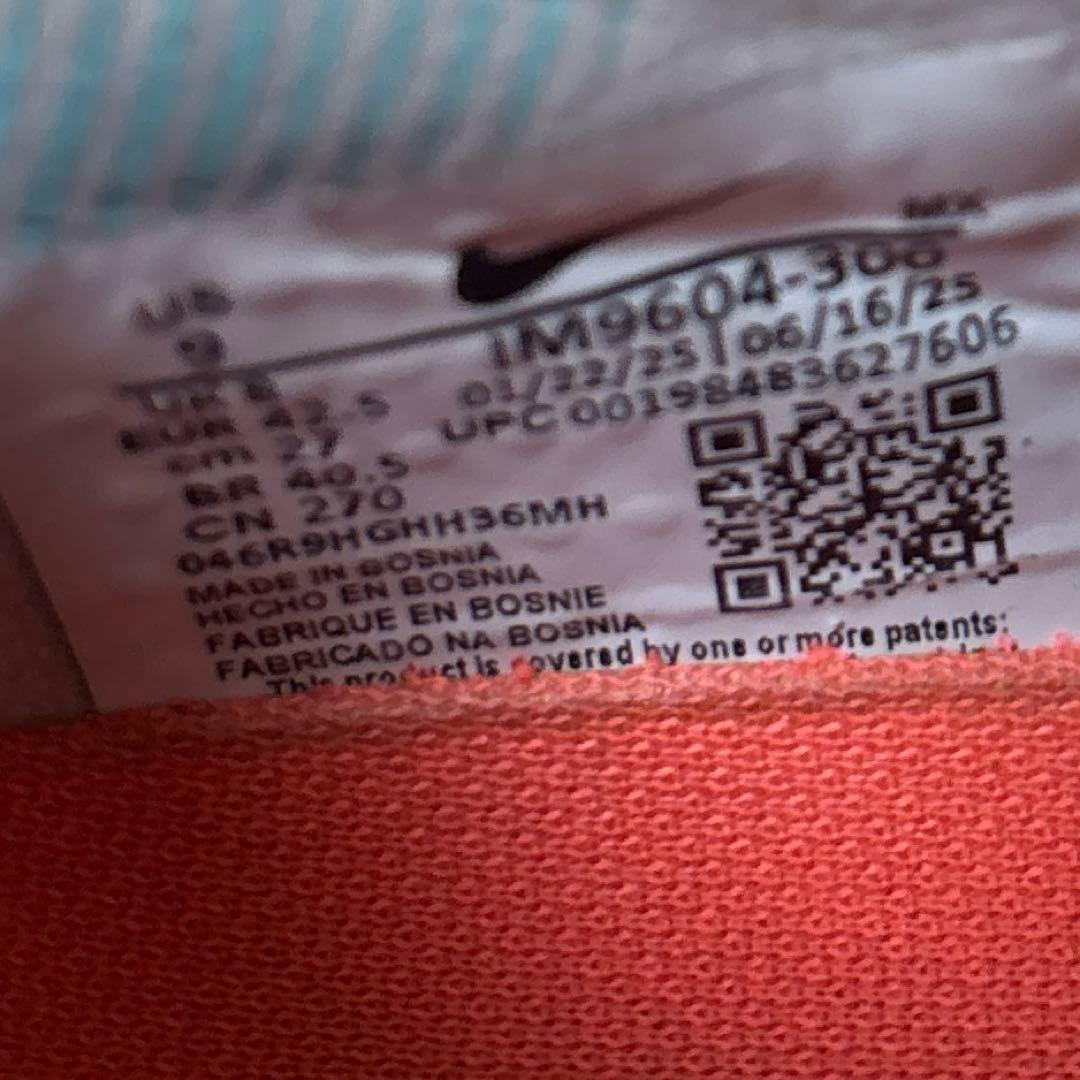 US
9
UK 8
EUR 42.5
cm 27
BR 40.5
CN 270
IM9604-300
01/22/25 | 06/16/25
UPC 00198483627606
046R9HGHH36MH
MADE IN BOSNIA
HECHO EN BOSNIA
FABRIQUE EN BOSNIE
FABRICADO NA BOSNIA
This product is covered by one or more patents: